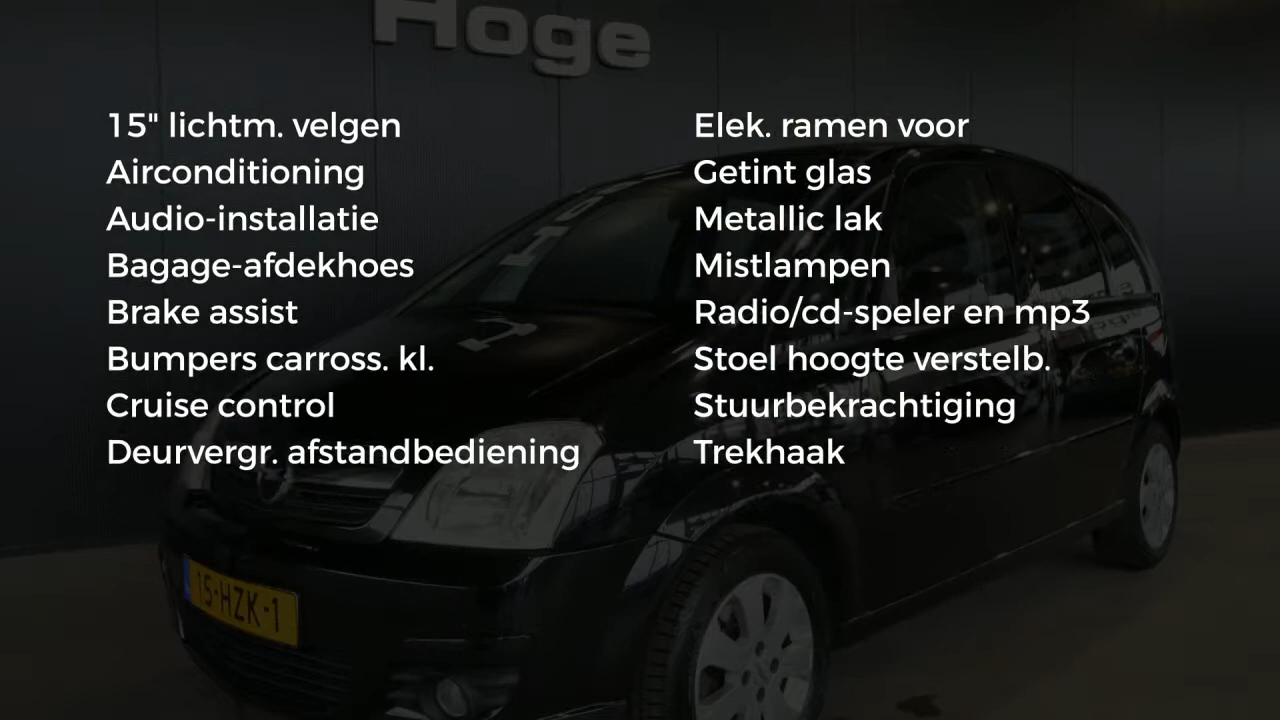 Hoge
15" lichtm. velgen
Airconditioning
Audio-installatie
Bagage-afdekhoes
Brake assist
Bumpers carross. kl.
Cruise control
Deurvergr. afstandbediening
Elek. ramen voor
Getint glas
Metallic lak
Mistlampen
Radio/cd-speler en mp3
Stoel hoogte verstelb.
Stuurbekrachtiging
Trekhaak
15-HZK-1